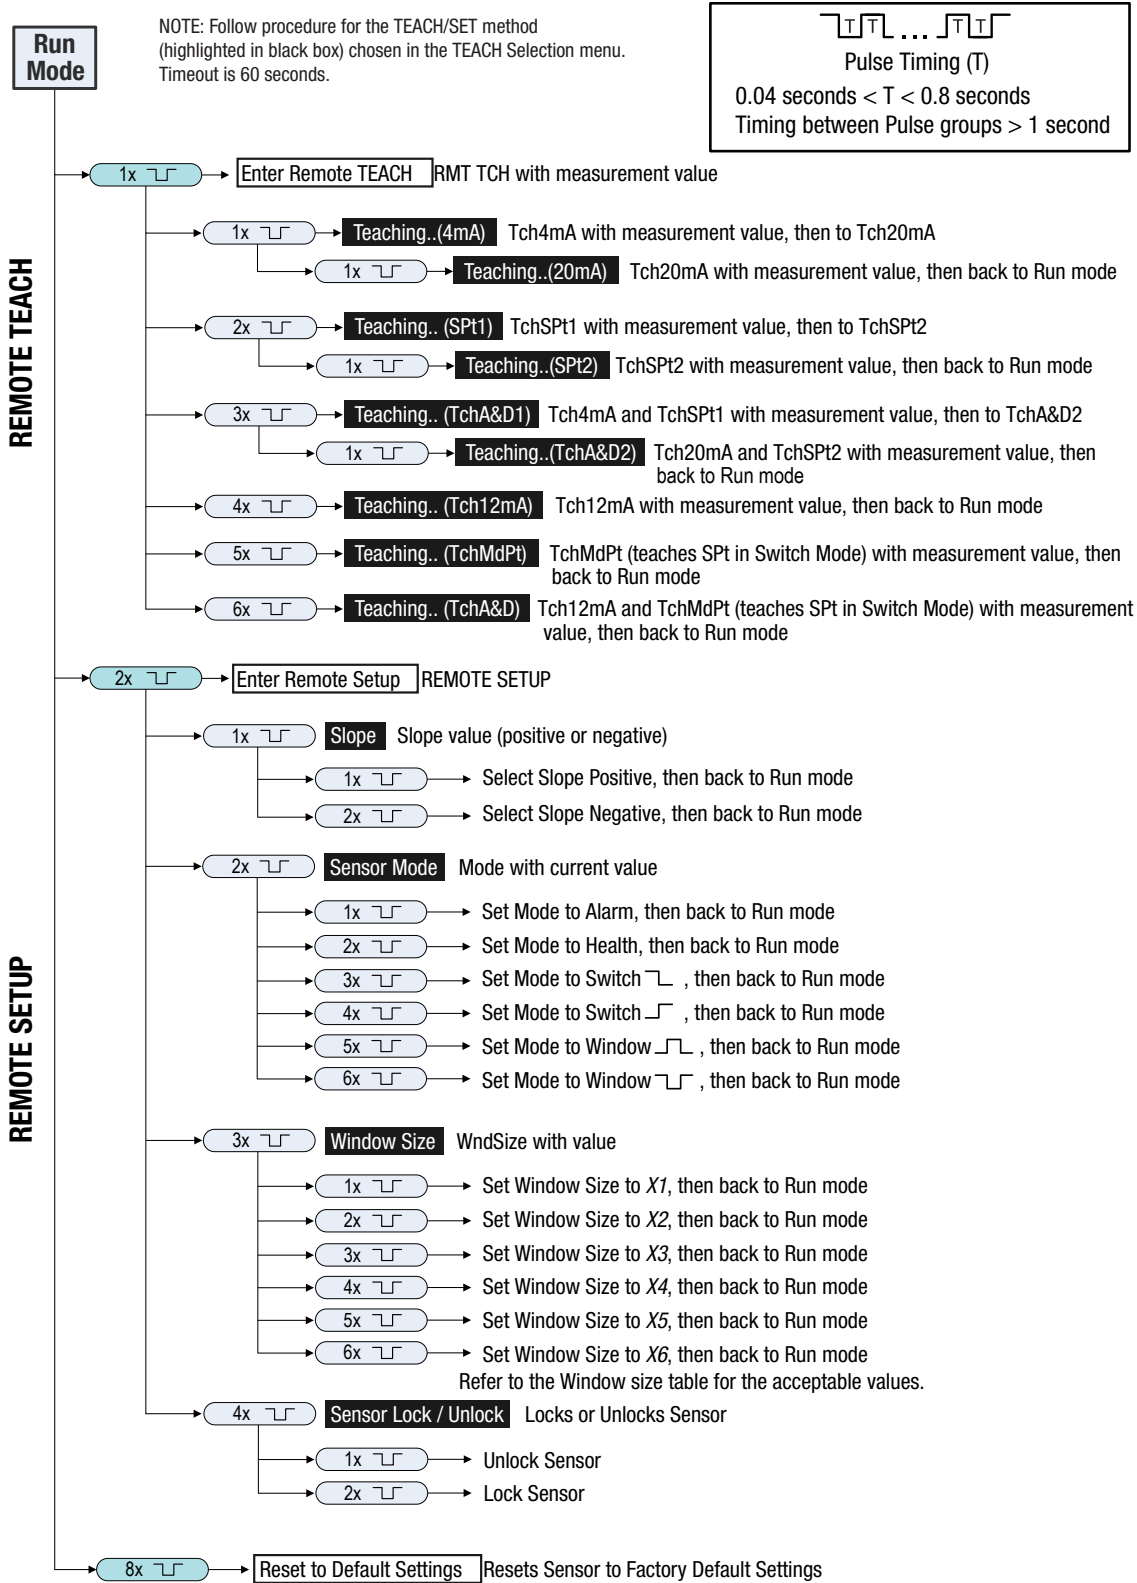 Run
Mode
NOTE: Follow procedure for the TEACH/SET method
(highlighted in black box) chosen in the TEACH Selection menu.
Timeout is 60 seconds.
T T ... T T
Pulse Timing (T)
0.04 seconds < T < 0.8 seconds
Timing between Pulse groups > 1 second
REMOTE TEACH
1x Enter Remote TEACH RMT TCH with measurement value
1x Teaching..(4mA) Tch4mA with measurement value, then to Tch20mA
1x Teaching..(20mA) Tch20mA with measurement value, then back to Run mode
2x Teaching.. (SPt1) TchSPt1 with measurement value, then to TchSPt2
1x Teaching..(SPt2) TchSPt2 with measurement value, then back to Run mode
3x Teaching.. (TchA&D1) Tch4mA and TchSPt1 with measurement value, then to TchA&D2
1x Teaching..(TchA&D2) Tch20mA and TchSPt2 with measurement value, then
back to Run mode
4x Teaching.. (Tch12mA) Tch12mA with measurement value, then back to Run mode
5x Teaching.. (TchMdPt) TchMdPt (teaches SPt in Switch Mode) with measurement value, then
back to Run mode
6x Teaching.. (TchA&D) Tch12mA and TchMdPt (teaches SPt in Switch Mode) with measurement
value, then back to Run mode
REMOTE SETUP
2x Enter Remote Setup REMOTE SETUP
1x Slope Slope value (positive or negative)
1x Select Slope Positive, then back to Run mode
2x Select Slope Negative, then back to Run mode
2x Sensor Mode Mode with current value
1x Set Mode to Alarm, then back to Run mode
2x Set Mode to Health, then back to Run mode
3x Set Mode to Switch , then back to Run mode
4x Set Mode to Switch , then back to Run mode
5x Set Mode to Window , then back to Run mode
6x Set Mode to Window , then back to Run mode
3x Window Size WndSize with value
1x Set Window Size to X1, then back to Run mode
2x Set Window Size to X2, then back to Run mode
3x Set Window Size to X3, then back to Run mode
4x Set Window Size to X4, then back to Run mode
5x Set Window Size to X5, then back to Run mode
6x Set Window Size to X6, then back to Run mode
Refer to the Window size table for the acceptable values.
4x Sensor Lock / Unlock Locks or Unlocks Sensor
1x Unlock Sensor
2x Lock Sensor
8x Reset to Default Settings Resets Sensor to Factory Default Settings